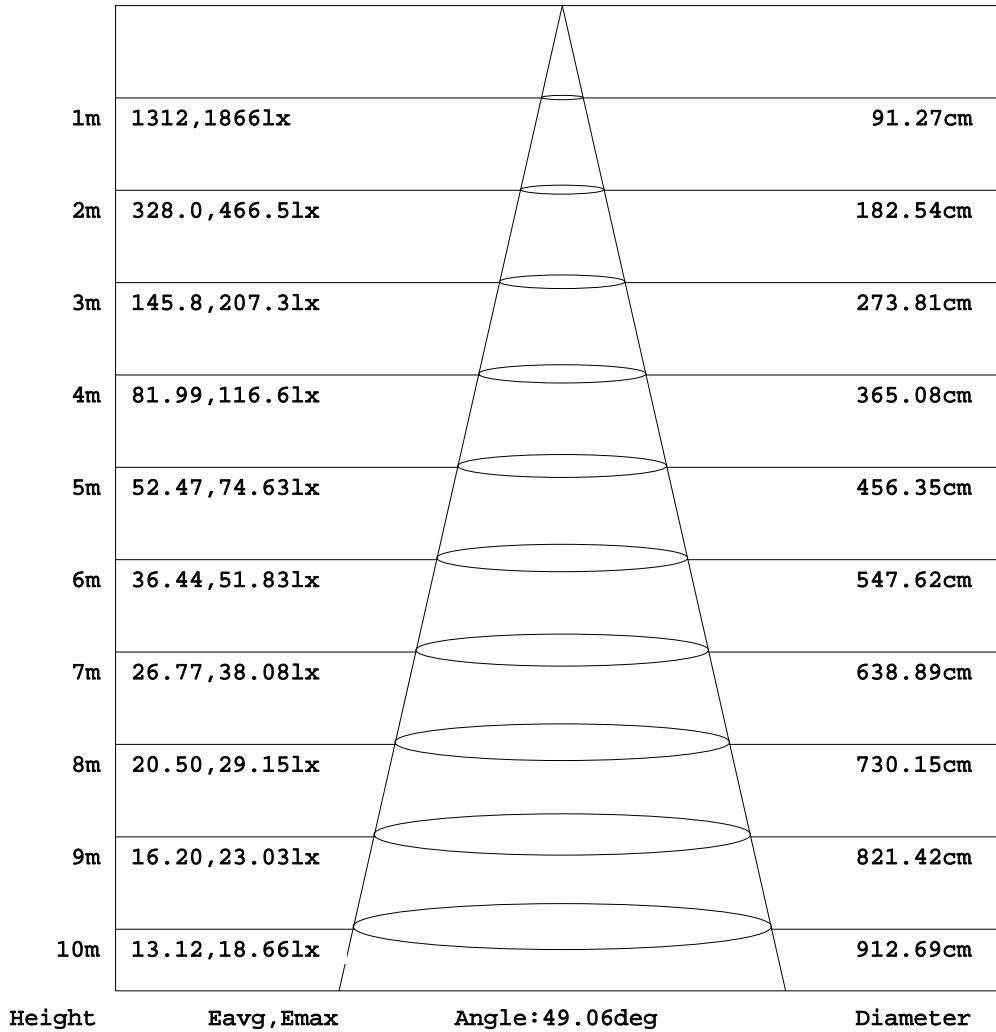 1m 1312,1866lx 91.27cm
2m 328.0,466.5lx 182.54cm
3m 145.8,207.3lx 273.81cm
4m 81.99,116.6lx 365.08cm
5m 52.47,74.63lx 456.35cm
6m 36.44,51.83lx 547.62cm
7m 26.77,38.08lx 638.89cm
8m 20.50,29.15lx 730.15cm
9m 16.20,23.03lx 821.42cm
10m 13.12,18.66lx 912.69cm
Height Eavg,Emax Angle:49.06deg Diameter